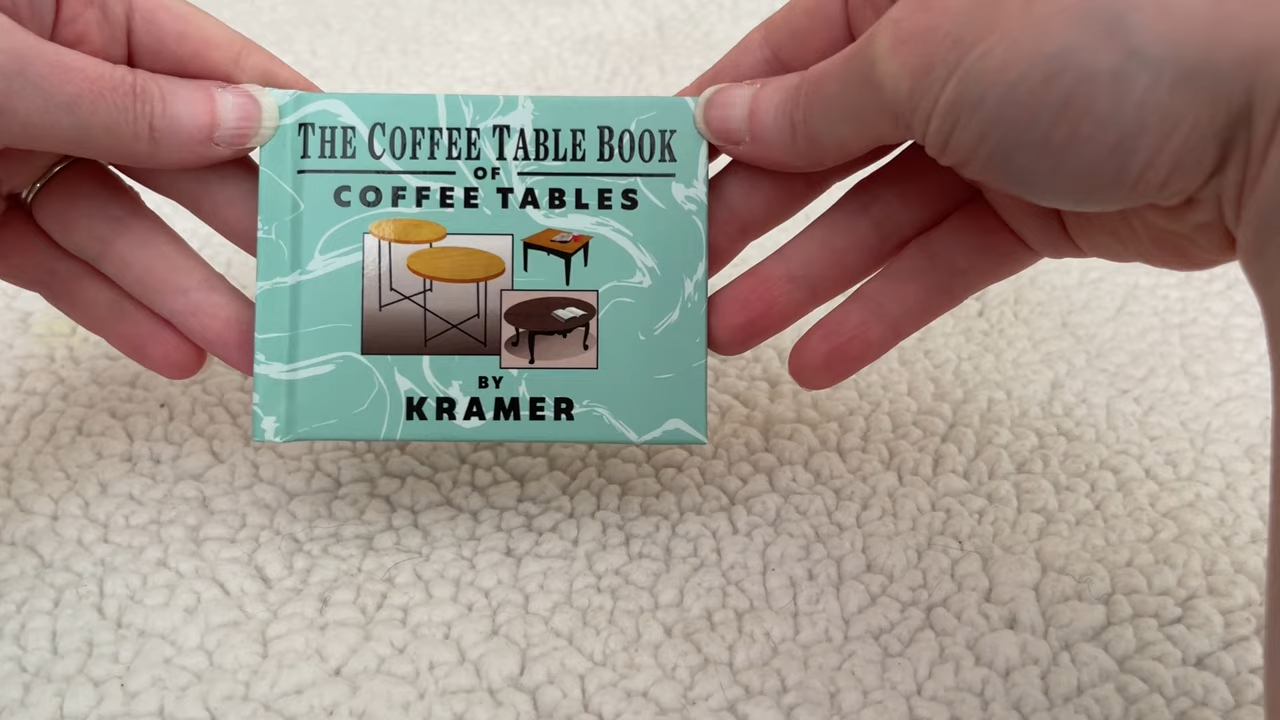 THE COFFEE TABLE BOOK
OF
COFFEE TABLES
BY
KRAMER